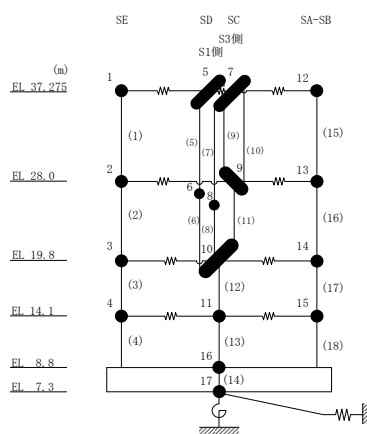 SE SD SC SA-SB
S3側
S1側
(m)
EL 37.275
1 5 7 12
(1) (5) (7) (9) (10) (15)
EL 28.0
2 9 13
6 8
(2) (6) (8) (11) (16)
EL 19.8
3 10 14
(3) (12) (17)
EL 14.1
4 11 15
(4) (13) (18)
EL 8.8
16
EL 7.3
17 (14)